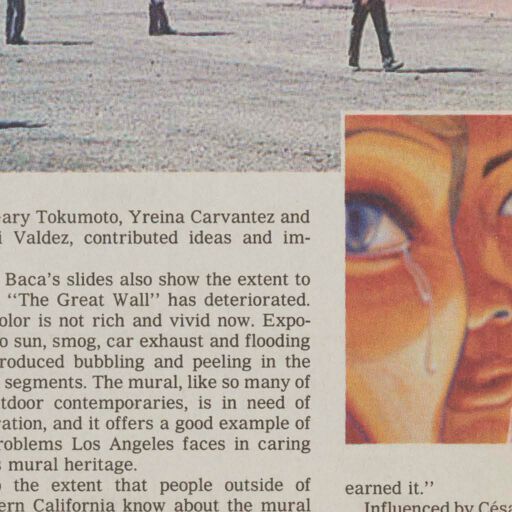 ary Tokumoto, Yreina Carvantez and
i Valdez, contributed ideas and im-
Baca's slides also show the extent to
"The Great Wall" has deteriorated.
olor is not rich and vivid now. Expo-
o sun, smog, car exhaust and flooding
roduced bubbling and peeling in the
segments. The mural, like so many of
tdoor contemporaries, is in need of
ration, and it offers a good example of
roblems Los Angeles faces in caring
s mural heritage.
o the extent that people outside of
ern California know about the mural
earned it."
Influenced by Césa